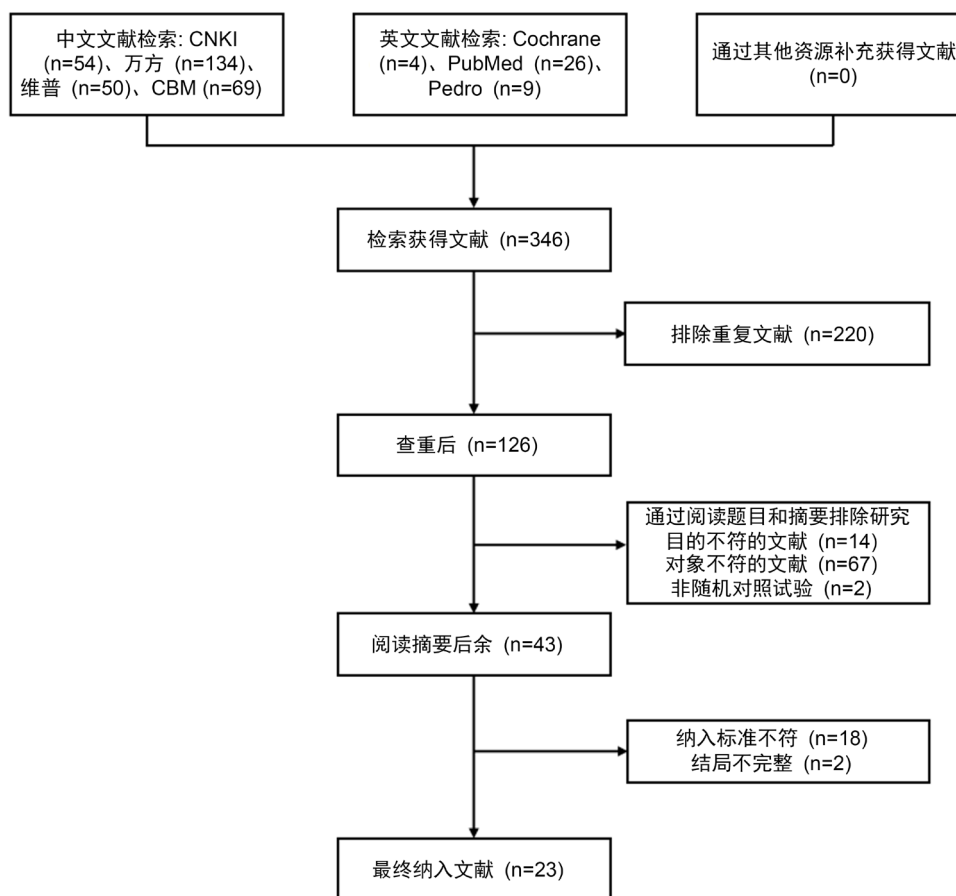 中文文献检索: CNKI
(n=54)、万方 (n=134)、
维普 (n=50)、CBM (n=69)
英文文献检索: Cochrane
(n=4)、PubMed (n=26)、
Pedro (n=9)
通过其他资源补充获得文献
(n=0)
检索获得文献 (n=346)
排除重复文献 (n=220)
查重后 (n=126)
通过阅读题目和摘要排除研究
目的不符的文献 (n=14)
对象不符的文献 (n=67)
非随机对照试验 (n=2)
阅读摘要后余 (n=43)
纳入标准不符 (n=18)
结局不完整 (n=2)
最终纳入文献 (n=23)